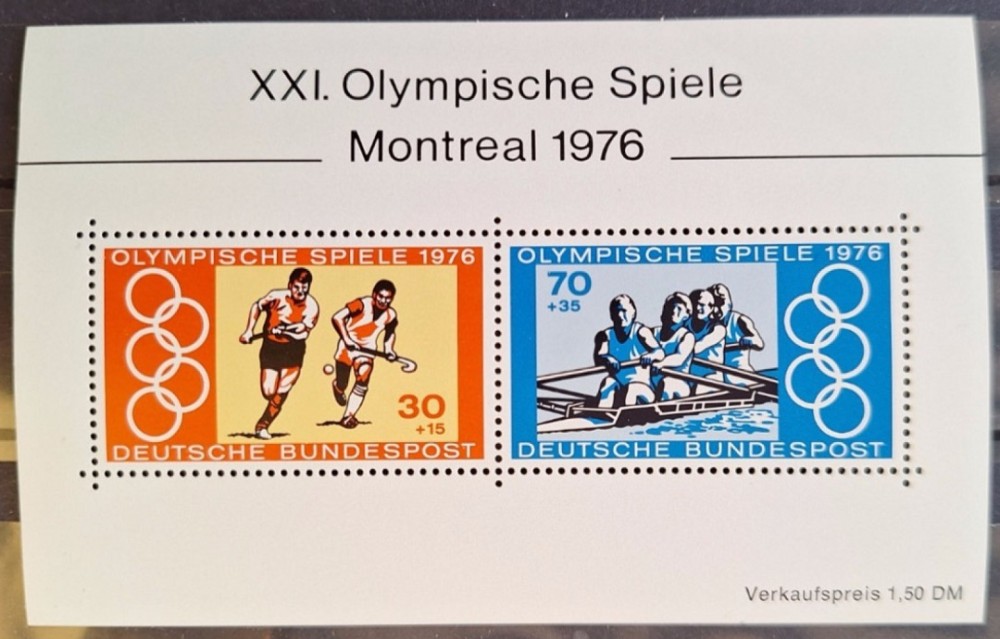 XXI. Olympische Spiele
Montreal 1976
OLYMPISCHE SPIELE 1976
30
+15
DEUTSCHE BUNDESPOST
OLYMPISCHE SPIELE 1976
70
+35
DEUTSCHE BUNDESPOST
Verkaufspreis 1,50 DM